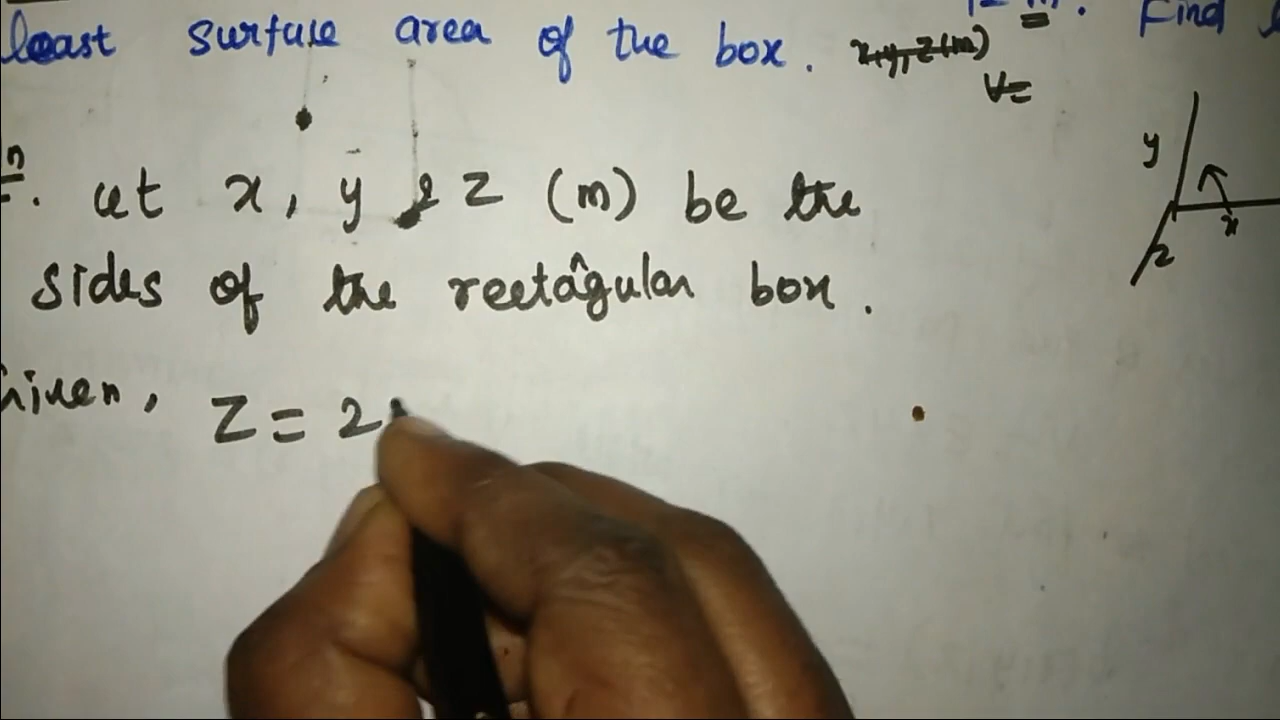 Find
least surface area of the box. x,y,z(m)
V=
let x, y & z (m) be the
sides of the rectangular box.
Given, z = 2
y
x
z